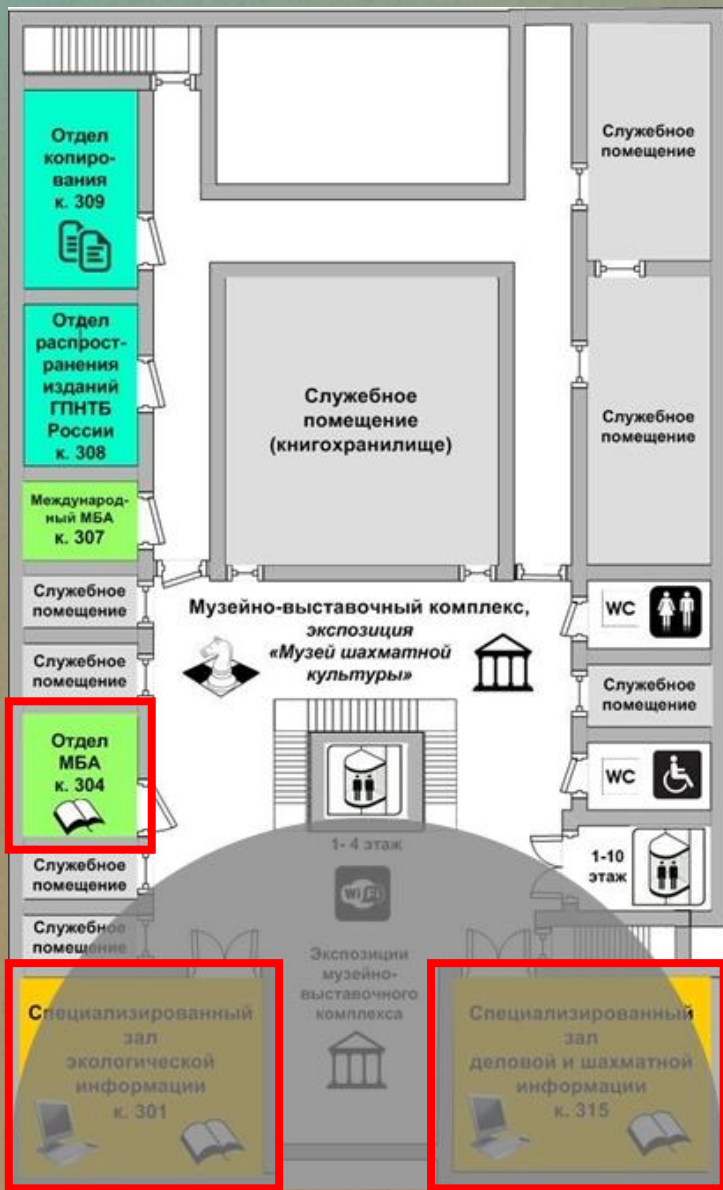 Отдел
копиро-
вания
к. 309
Служебное
помещение
Отдел
распрост-
ранения
изданий
ГПНТБ
России
к. 308
Служебное
помещение
(книгохранилище)
Служебное
помещение
Международ-
ный МБА
к. 307
Служебное
помещение
Музейно-выставочный комплекс,
экспозиция
«Музей шахматной
культуры»
WC
Служебное
помещение
Служебное
помещение
Отдел
МБА
к. 304
WC
1- 4 этаж
1-10
этаж
Служебное
помещение
Wi Fi
Служебное
помещение
Экспозиции
музейно-
выставочного
комплекса
Специализированный
зал
экологической
информации
к. 301
Специализированный
зал
деловой и шахматной
информации
к. 315